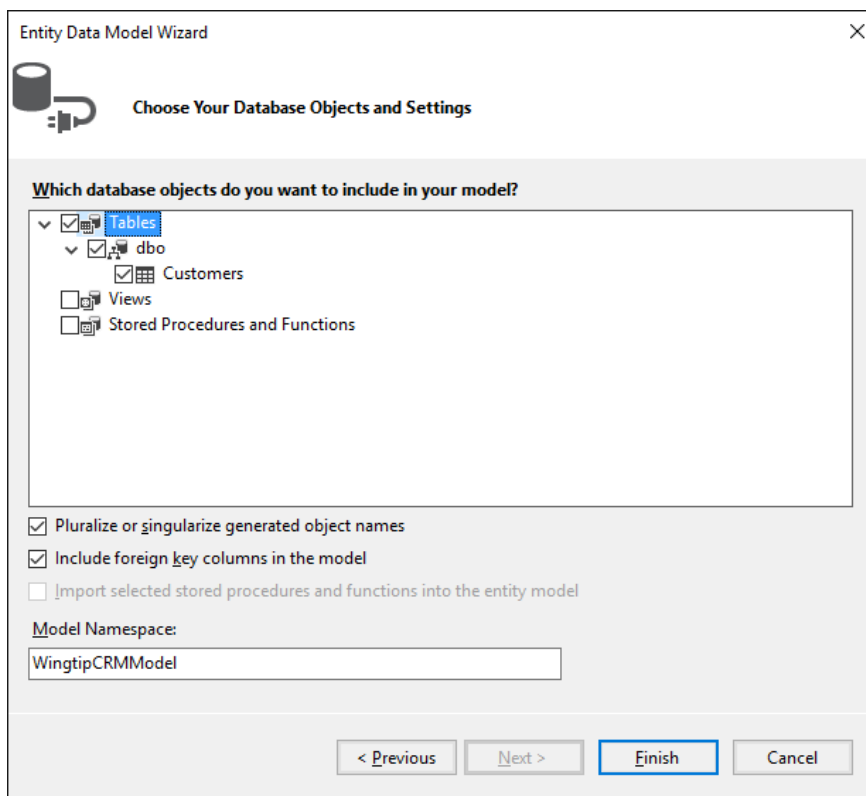 Entity Data Model Wizard
Choose Your Database Objects and Settings
Which database objects do you want to include in your model?
Tables
dbo
Customers
Views
Stored Procedures and Functions
Pluralize or singularize generated object names
Include foreign key columns in the model
Import selected stored procedures and functions into the entity model
Model Namespace:
WingtipCRMModel
< Previous Next > Finish Cancel